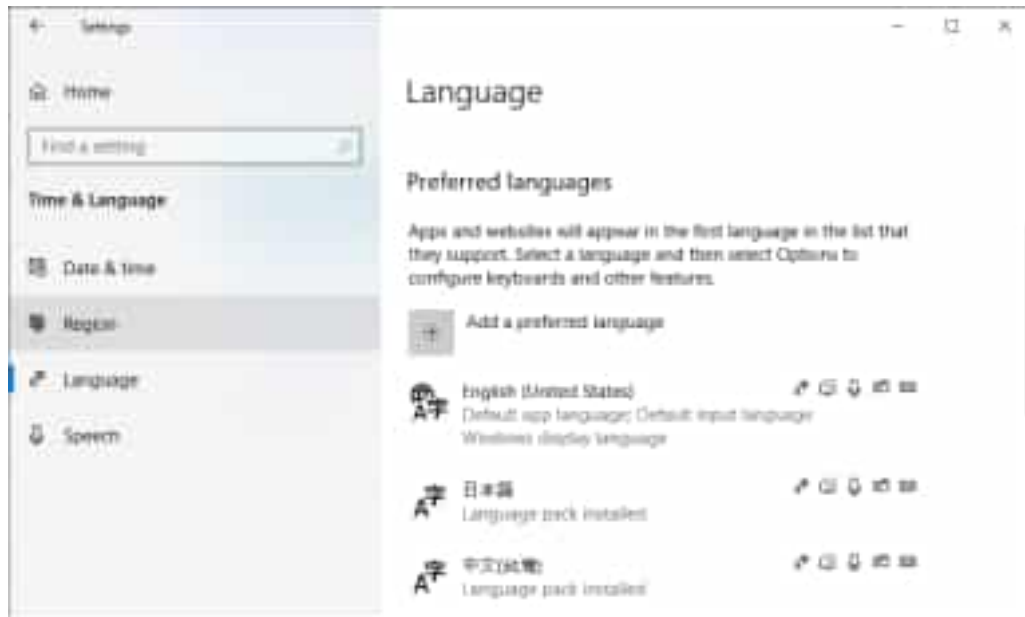 Settings
Home
Find a setting
Time & Language
Date & time
Region
Language
Speech
Language
Preferred languages
Apps and websites will appear in the first language in the list that
they support. Select a language and then select Options to
configure keyboards and other features.
Add a preferred language
English (United States)
Default app language; Default input language
Windows display language
日本語
Language pack installed
中文
Language pack installed